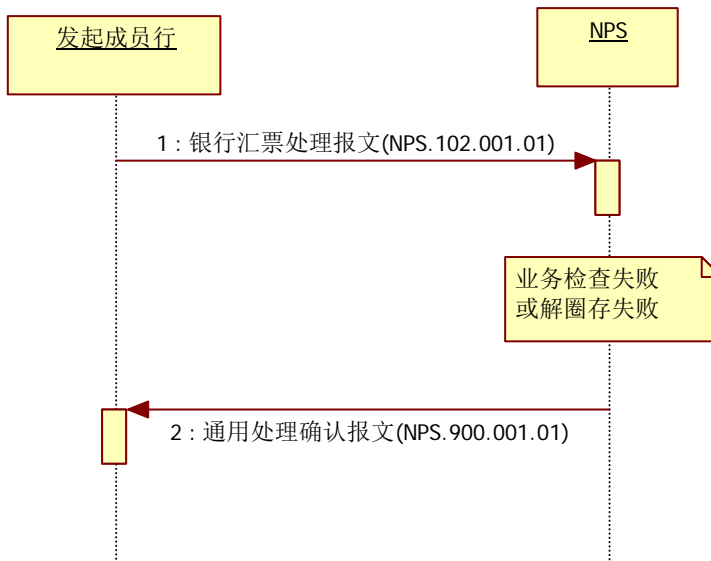 发起成员行
NPS
1 : 银行汇票处理报文(NPS.102.001.01)
业务检查失败
或解圈存失败
2 : 通用处理确认报文(NPS.900.001.01)